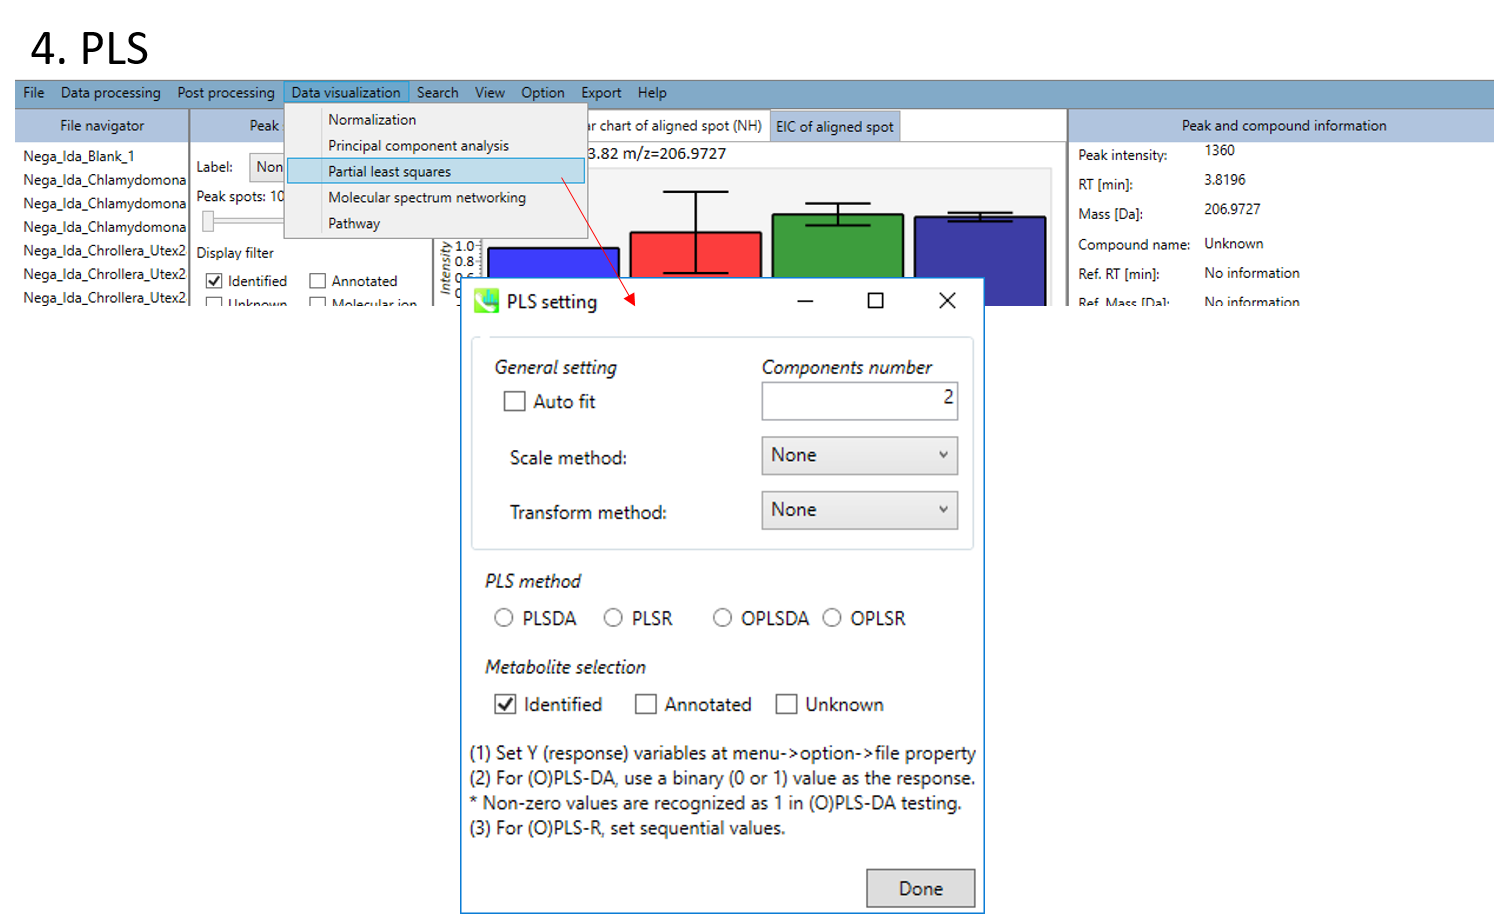 4. PLS
File Data processing Post processing Data visualization Search View Option Export Help
File navigator
Peak
Normalization
Principal component analysis
Partial least squares
Molecular spectrum networking
Pathway
ar chart of aligned spot (NH)
EIC of aligned spot
Peak and compound information
Nega_Ida_Blank_1
Nega_Ida_Chlamydomona
Nega_Ida_Chlamydomona
Nega_Ida_Chlamydomona
Nega_Ida_Chrollera_Utex2
Nega_Ida_Chrollera_Utex2
Nega_Ida_Chrollera_Utex2
Label: Non
Peak spots: 10
Display filter
Identified Annotated
Unknown Molecular ion
3.82 m/z=206.9727
Intensity
1.0
0.8
0.6
Peak intensity: 1360
RT [min]: 3.8196
Mass [Da]: 206.9727
Compound name: Unknown
Ref. RT [min]: No information
Ref. Mass [Da]: No information
PLS setting
General setting Components number
Auto fit 2
Scale method: None
Transform method: None
PLS method
PLSDA PLSR OPLSDA OPLSR
Metabolite selection
Identified Annotated Unknown
(1) Set Y (response) variables at menu->option->file property
(2) For (O)PLS-DA, use a binary (0 or 1) value as the response.
* Non-zero values are recognized as 1 in (O)PLS-DA testing.
(3) For (O)PLS-R, set sequential values.
Done